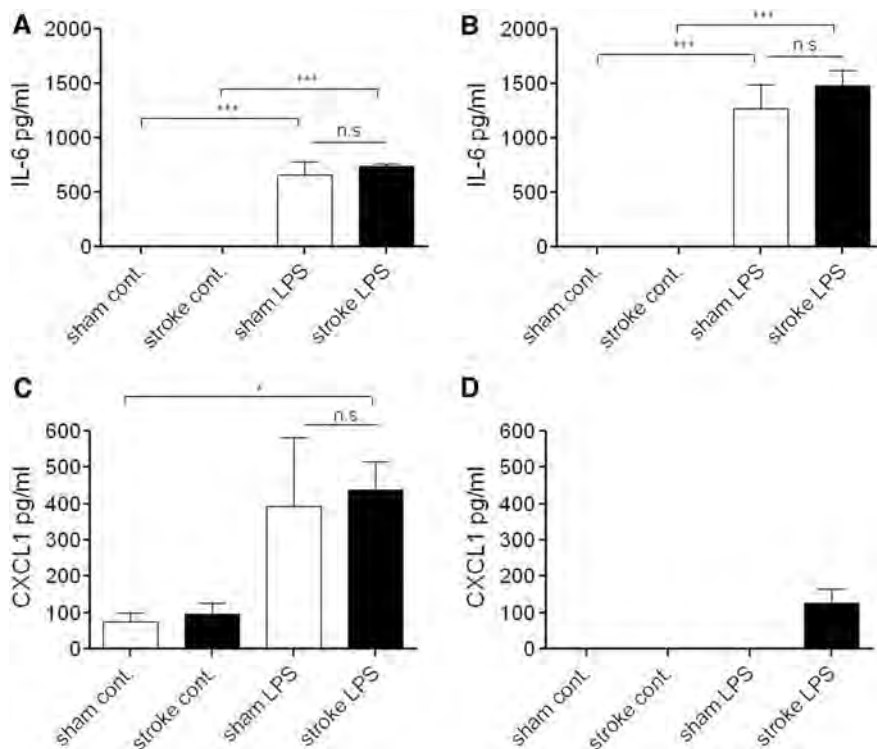 A
IL-6 pg/ml
2000
1500
1000
500
0
+++
+++
n.s
sham cont.
stroke cont.
sham LPS
stroke LPS
B
IL-6 pg/ml
2000
1500
1000
500
0
+++
+++
n s
sham cont.
stroke cont.
sham LPS
stroke LPS
C
CXCL1 pg/ml
600
500
400
300
200
100
0
n.s
sham cont.
stroke cont.
sham LPS
stroke LPS
D
CXCL1 pg/ml
600
500
400
300
200
100
0
sham cont.
stroke cont.
sham LPS
stroke LPS